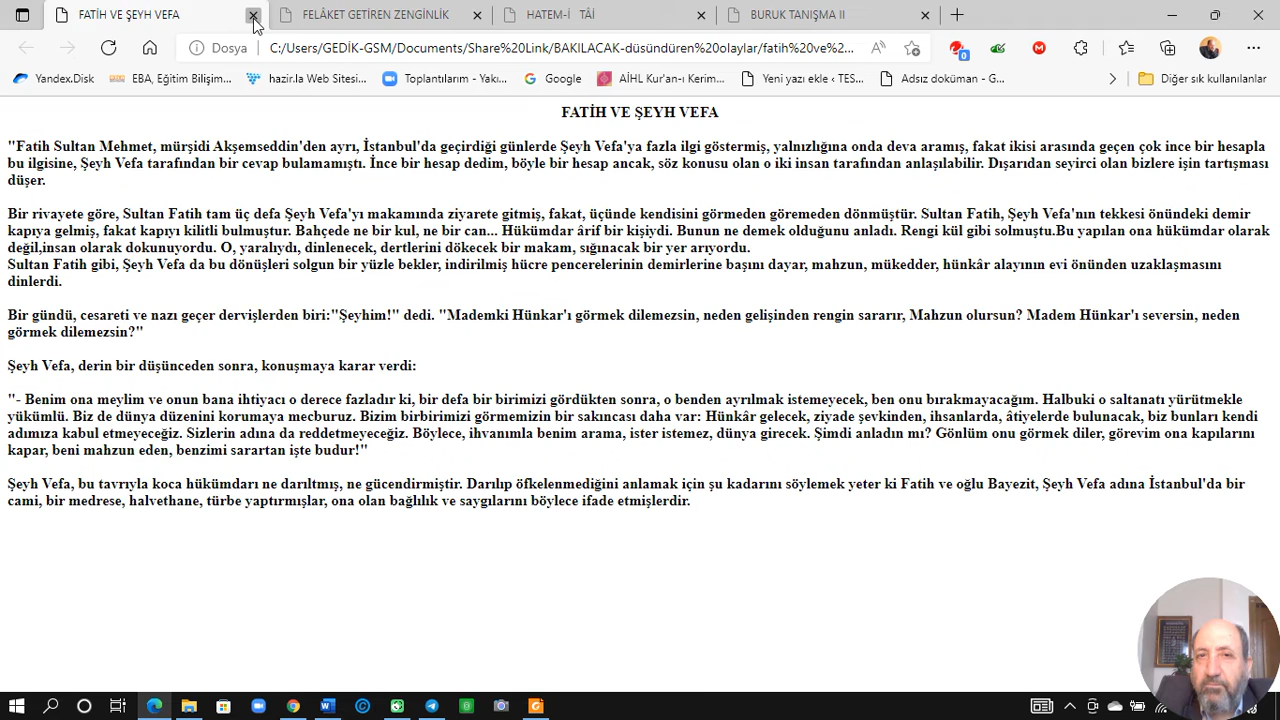 FATİH VE ŞEYH VEFA
FELÂKET GETİREN ZENGİNLİK
HATEM-İ TÂİ
BURUK TANIŞMA II
Dosya
C:/Users/GEDİK-GSM/Documents/Share%20Link/BAKILACAK-düsündüren%20olaylar/fatih%20ve%2...
0
Yandex.Disk
EBA, Eğitim Bilişim...
hazir.la Web Sitesi...
Toplantılarım - Yakı...
Google
AİHL Kur'an-ı Kerim...
Yeni yazı ekle ‹ TES...
Adsız doküman - G...
Diğer sık kullanılanlar
FATİH VE ŞEYH VEFA
"Fatih Sultan Mehmet, mürşidi Akşemseddin'den ayrı, İstanbul'da geçirdiği günlerde Şeyh Vefa'ya fazla ilgi göstermiş, yalnızlığına onda deva aramış, fakat ikisi arasında geçen çok ince bir hesapla
bu ilgisine, Şeyh Vefa tarafından bir cevap bulamamıştı. İnce bir hesap dedim, böyle bir hesap ancak, söz konusu olan o iki insan tarafından anlaşılabilir. Dışarıdan seyirci olan bizlere işin tartışması
düşer.
Bir rivayete göre, Sultan Fatih tam üç defa Şeyh Vefa'yı makamında ziyarete gitmiş, fakat, üçünde kendisini görmeden göremeden dönmüştür. Sultan Fatih, Şeyh Vefa'nın tekkesi önündeki demir
kapıya gelmiş, fakat kapıyı kilitli bulmuştur. Bahçede ne bir kul, ne bir can... Hükümdar ârif bir kişiydi. Bunun ne demek olduğunu anladı. Rengi kül gibi solmuştu.Bu yapılan ona hükümdar olarak
değil,insan olarak dokunuyordu. O, yaralıydı, dinlenecek, dertlerini dökecek bir makam, sığınacak bir yer arıyordu.
Sultan Fatih gibi, Şeyh Vefa da bu dönüşleri solgun bir yüzle bekler, indirilmiş hücre pencerelerinin demirlerine başını dayar, mahzun, mükedder, hünkâr alayının evi önünden uzaklaşmasını
dinlerdi.
Bir gündü, cesareti ve nazı geçer dervişlerden biri:"Şeyhim!" dedi. "Mademki Hünkar'ı görmek dilemezsin, neden gelişinden rengin sararır, Mahzun olursun? Madem Hünkar'ı seversin, neden
görmek dilemezsin?"
Şeyh Vefa, derin bir düşünceden sonra, konuşmaya karar verdi:
"- Benim ona meylim ve onun bana ihtiyacı o derece fazladır ki, bir defa bir birimizi gördükten sonra, o benden ayrılmak istemeyecek, ben onu bırakmayacağım. Halbuki o saltanatı yürütmekle
yükümlü. Biz de dünya düzenini korumaya mecburuz. Bizim birbirimizi görmemizin bir sakıncası daha var: Hünkâr gelecek, ziyade şevkinden, ihsanlarda, âtiyelerde bulunacak, biz bunları kendi
adımıza kabul etmeyeceğiz. Sizlerin adına da reddetmeyeceğiz. Böylece, ihvanımla benim arama, ister istemez, dünya girecek. Şimdi anladın mı? Gönlüm onu görmek diler, görevim ona kapılarını
kapar, beni mahzun eden, benzimi sarartan işte budur!"
Şeyh Vefa, bu tavrıyla koca hükümdarı ne darıltmış, ne gücendirmiştir. Darılıp öfkelenmediğini anlamak için şu kadarını söylemek yeter ki Fatih ve oğlu Bayezit, Şeyh Vefa adına İstanbul'da bir
cami, bir medrese, halvethane, türbe yaptırmışlar, ona olan bağlılık ve saygılarını böylece ifade etmişlerdir.